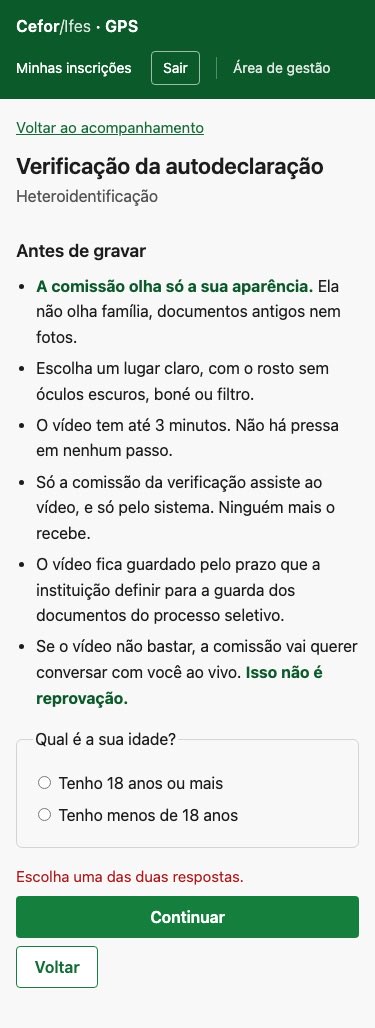 Cefor/Ifes · GPS
Minhas inscrições
Sair
Área de gestão
Voltar ao acompanhamento
Verificação da autodeclaração
Heteroidentificação
Antes de gravar
• A comissão olha só a sua aparência. Ela
não olha família, documentos antigos nem
fotos.
• Escolha um lugar claro, com o rosto sem
óculos escuros, boné ou filtro.
• O vídeo tem até 3 minutos. Não há pressa
em nenhum passo.
• Só a comissão da verificação assiste ao
vídeo, e só pelo sistema. Ninguém mais o
recebe.
• O vídeo fica guardado pelo prazo que a
instituição definir para a guarda dos
documentos do processo seletivo.
• Se o vídeo não bastar, a comissão vai querer
conversar com você ao vivo. Isso não é
reprovação.
Qual é a sua idade?
Tenho 18 anos ou mais
Tenho menos de 18 anos
Escolha uma das duas respostas.
Continuar
Voltar